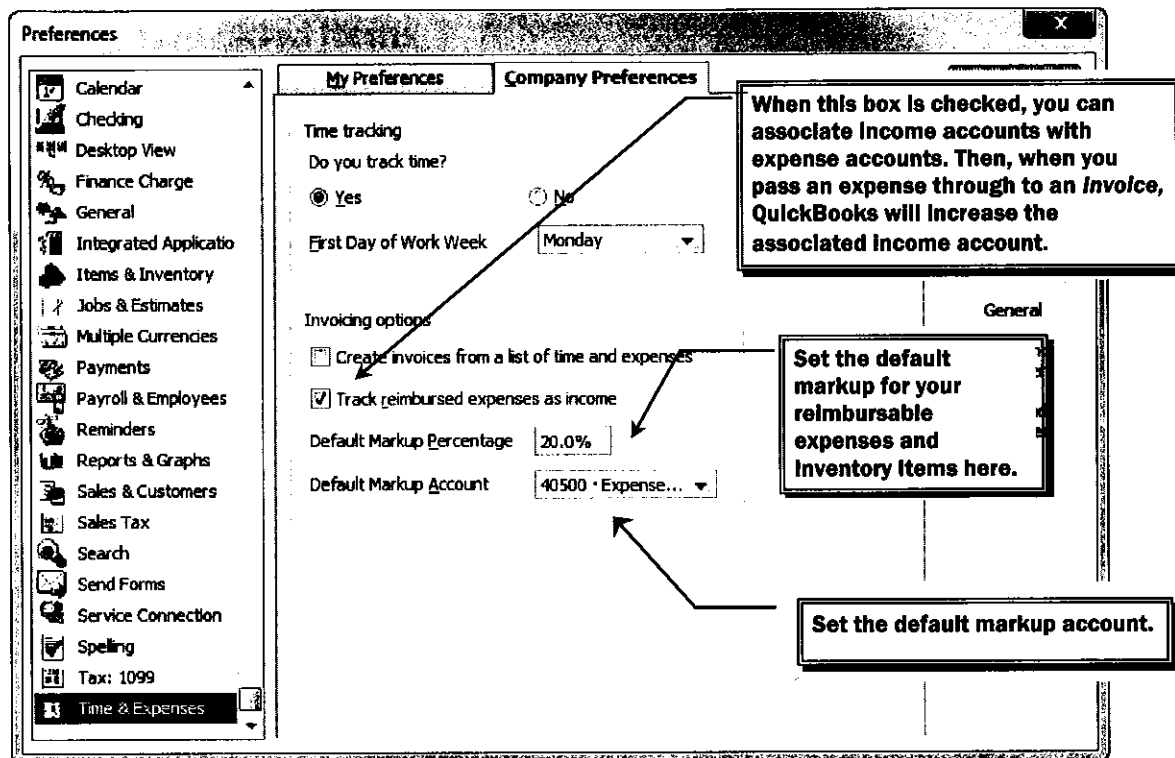 Preferences
X
Calendar
Checking
Desktop View
Finance Charge
General
Integrated Applicatio
Items & Inventory
Jobs & Estimates
Multiple Currencies
Payments
Payroll & Employees
Reminders
Reports & Graphs
Sales & Customers
Sales Tax
Search
Send Forms
Service Connection
Spelling
Tax: 1099
Time & Expenses
My Preferences
Company Preferences
Time tracking
Do you track time?
Yes
No
First Day of Work Week
Monday
Invoicing options
Create invoices from a list of time and expenses
Track reimbursed expenses as income
Default Markup Percentage
20.0%
Default Markup Account
40500 · Expense...
General
When this box is checked, you can
associate income accounts with
expense accounts. Then, when you
pass an expense through to an Invoice,
QuickBooks will increase the
associated income account.
Set the default
markup for your
reimbursable
expenses and
Inventory Items here.
Set the default markup account.